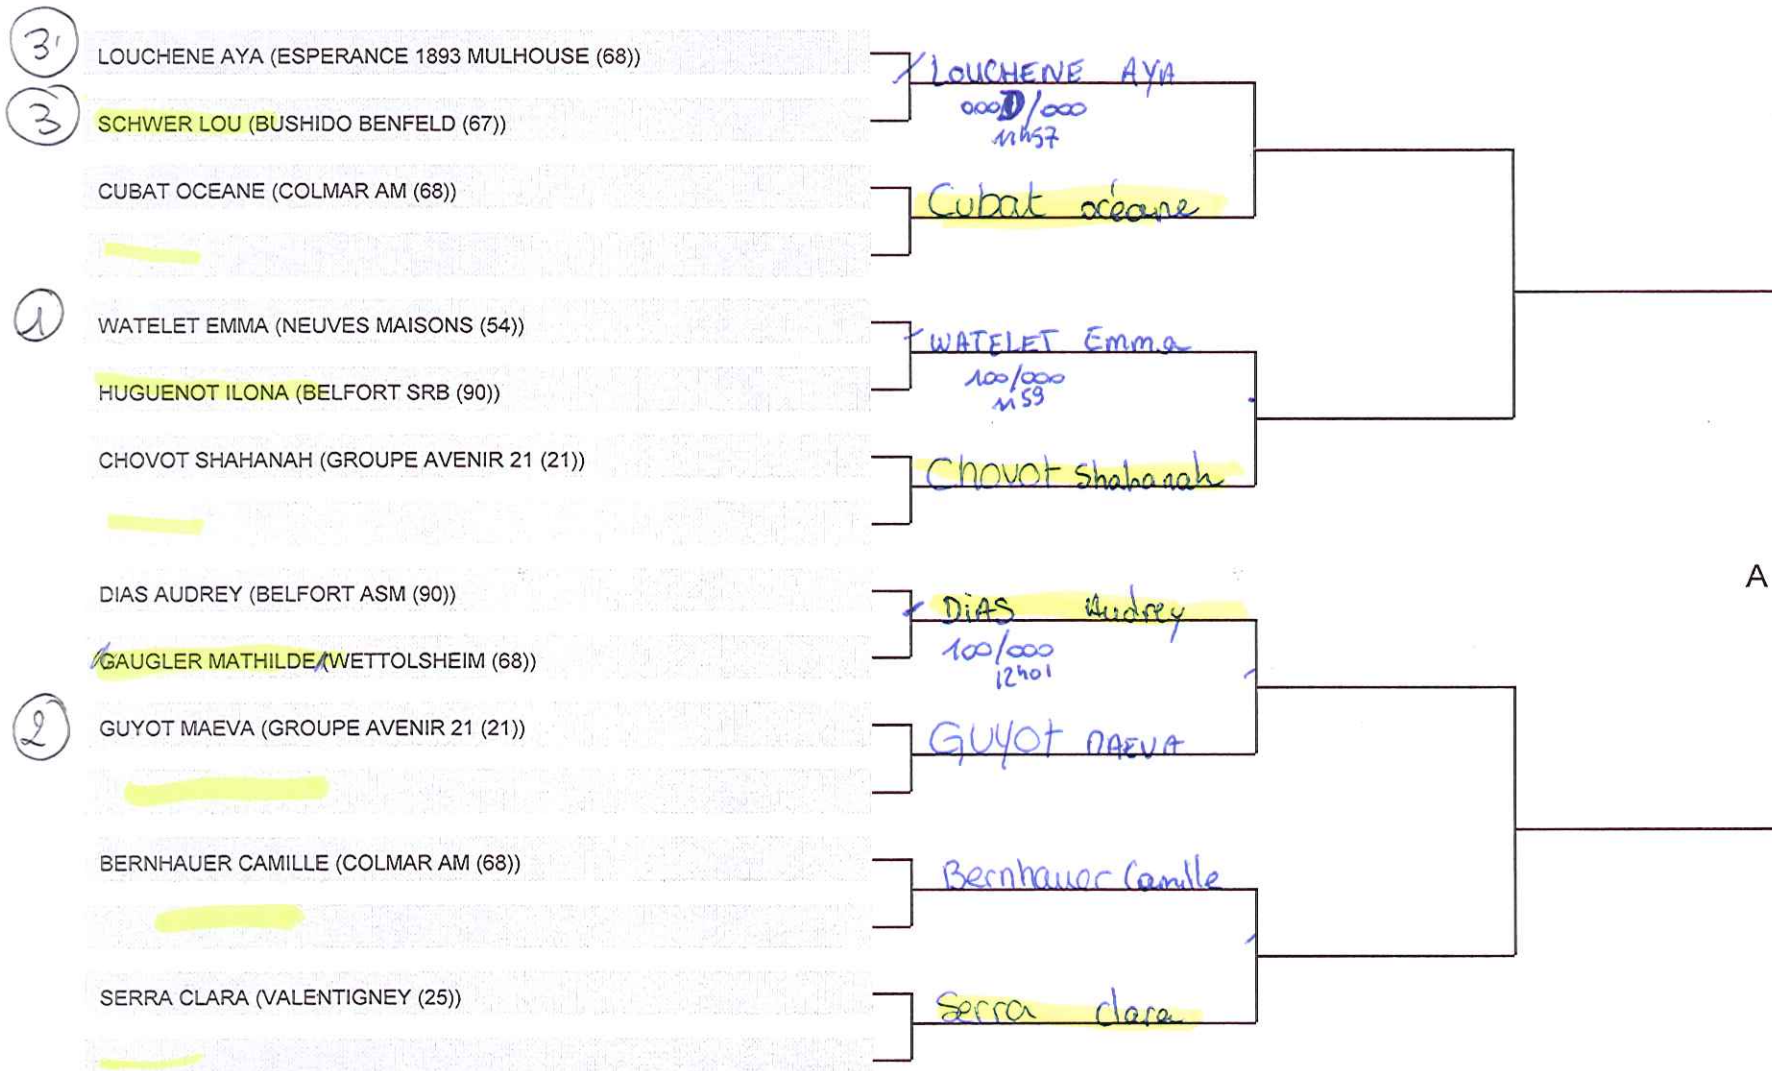 3'
LOUCHENE AYA (ESPERANCE 1893 MULHOUSE (68))
3
SCHWER LOU (BUSHIDO BENFELD (67))
CUBAT OCEANE (COLMAR AM (68))
1
WATELET EMMA (NEUVES MAISONS (54))
HUGUENOT ILONA (BELFORT SRB (90))
CHOVOT SHAHANAH (GROUPE AVENIR 21 (21))
DIAS AUDREY (BELFORT ASM (90))
GAUGLER MATHILDE (WETTOLSHEIM (68))
2
GUYOT MAEVA (GROUPE AVENIR 21 (21))
BERNHAUER CAMILLE (COLMAR AM (68))
SERRA CLARA (VALENTIGNEY (25))
LOUCHENE AYA
000D/000
11h57
Cubat océane
WATELET Emma
100/000
1159
Chovot Shahanah
DiAS Audrey
100/000
12h01
GUYOt MAEVA
Bernhauer Camille
Serra clara
A